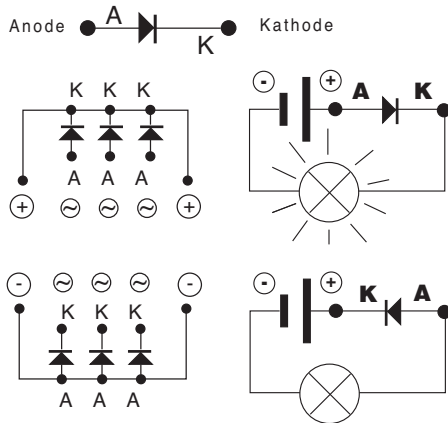 Anode A K Kathode
K K K
A A A
+ ~ ~ ~ +
- + A K
- ~ ~ ~ -
K K K
A A A
- + K A